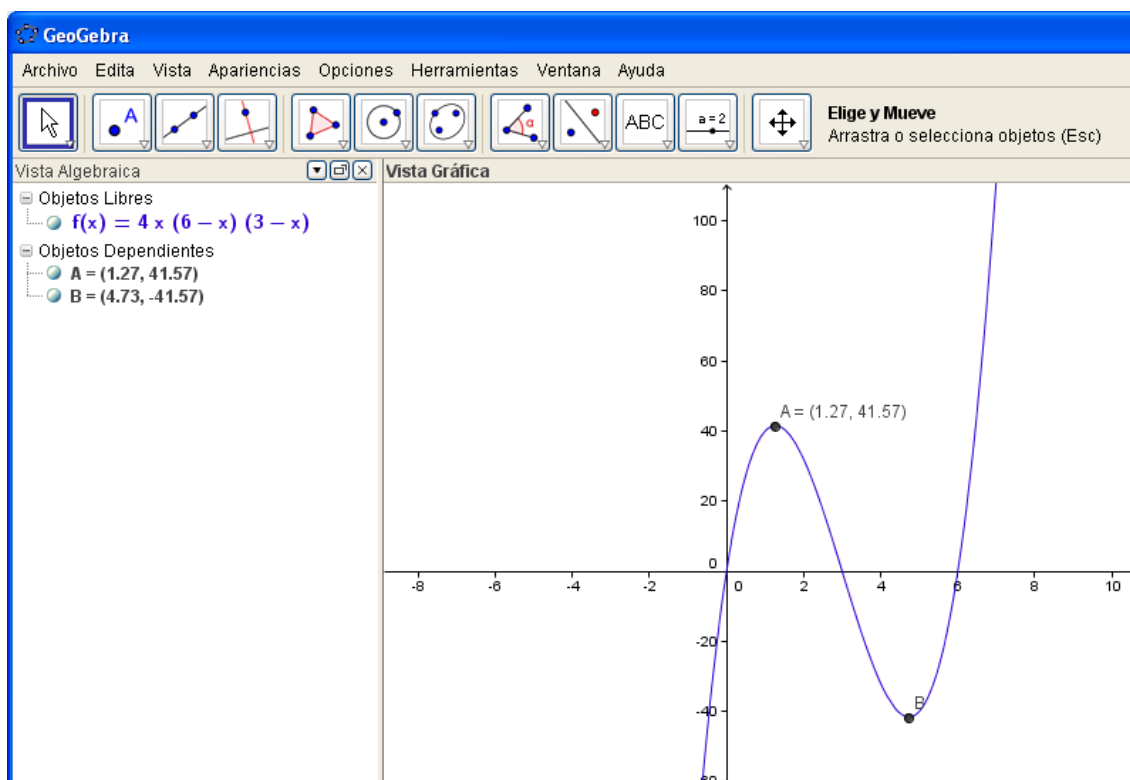 GeoGebra
Archivo Edita Vista Apariencias Opciones Herramientas Ventana Ayuda
A
α
ABC
a=2
Elige y Mueve
Arrastra o selecciona objetos (Esc)
Vista Algebraica
Vista Gráfica
Objetos Libres
f(x) = 4 x (6 − x) (3 − x)
Objetos Dependientes
A = (1.27, 41.57)
B = (4.73, -41.57)
100
80
60
A = (1.27, 41.57)
40
20
0
-8 -6 -4 -2 0 2 4 6 8 10
-20
B
-40
-60